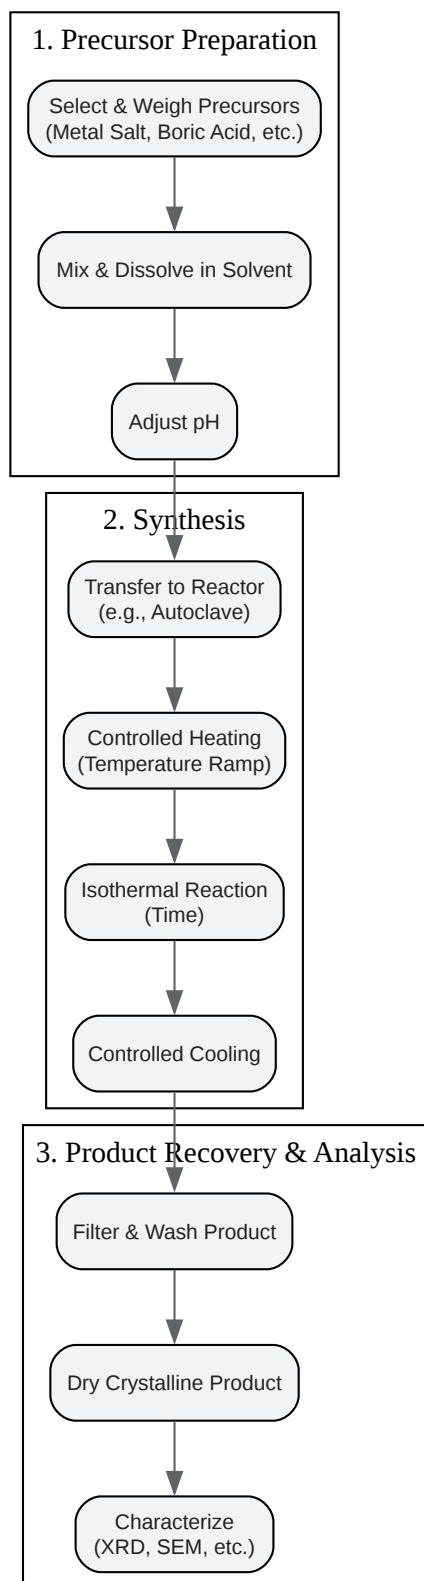 1. Precursor Preparation
Select & Weigh Precursors
(Metal Salt, Boric Acid, etc.)
Mix & Dissolve in Solvent
Adjust pH
2. Synthesis
Transfer to Reactor
(e.g., Autoclave)
Controlled Heating
(Temperature Ramp)
Isothermal Reaction
(Time)
Controlled Cooling
3. Product Recovery & Analysis
Filter & Wash Product
Dry Crystalline Product
Characterize
(XRD, SEM, etc.)